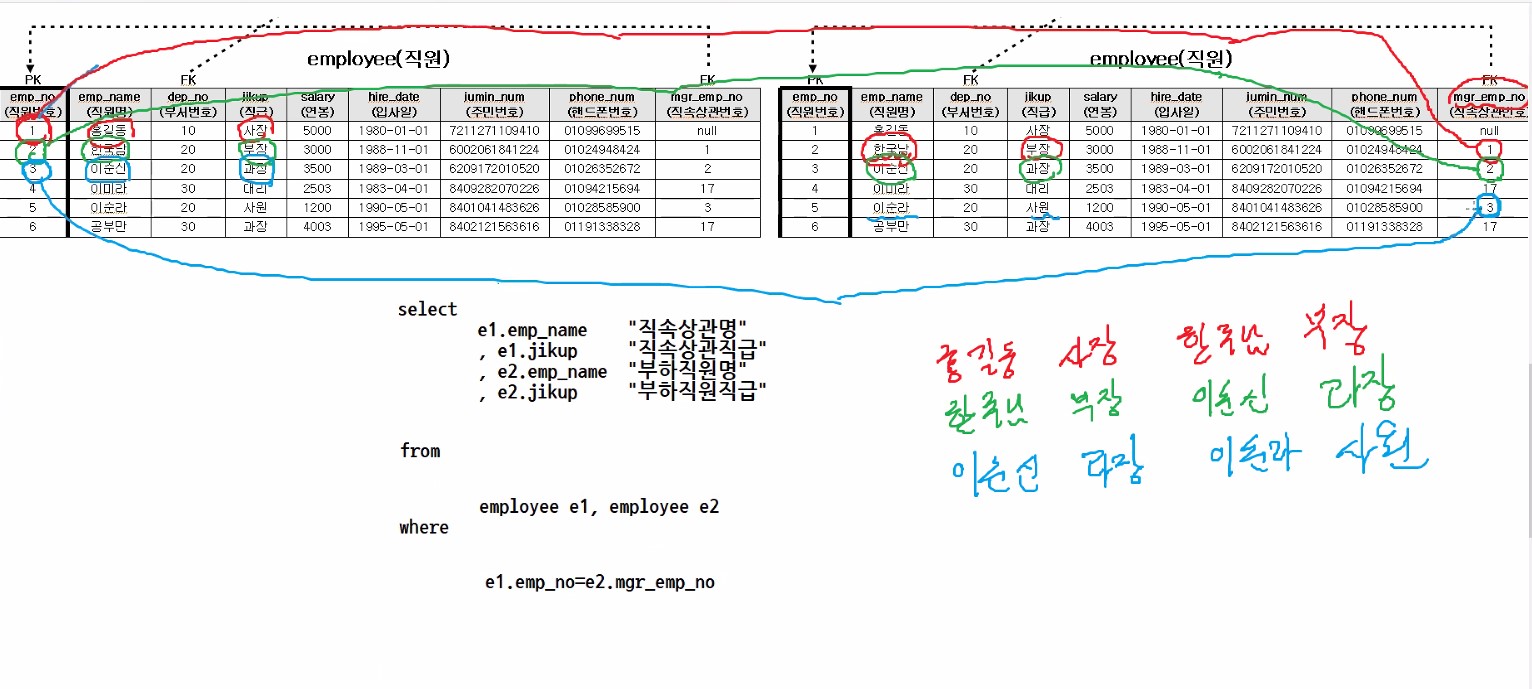 employee(직원) employee(직원)
PK FK FK PK FK FK
emp_no emp_name dep_no jikup salary hire_date jumin_num phone_num mgr_emp_no emp_no emp_name dep_no jikup salary hire_date jumin_num phone_num mgr_emp_no
(직원번호) (직원명) (부서번호) (직급) (연봉) (입사일) (주민번호) (핸드폰번호) (직속상관번호) (직원번호) (직원명) (부서번호) (직급) (연봉) (입사일) (주민번호) (핸드폰번호) (직속상관번호)
1 홍길동 10 사장 5000 1980-01-01 7211271109410 01099699515 null 1 홍길동 10 사장 5000 1980-01-01 7211271109410 01099699515 null
2 한국남 20 부장 3000 1988-11-01 6002061841224 01024948424 1 2 한국남 20 부장 3000 1988-11-01 6002061841224 01024948424 1
3 이순신 20 과장 3500 1989-03-01 6209172010520 01026352672 2 3 이순신 20 과장 3500 1989-03-01 6209172010520 01026352672 2
4 이미라 30 대리 2503 1983-04-01 8409282070226 01094215694 17 4 이미라 30 대리 2503 1983-04-01 8409282070226 01094215694 17
5 이순라 20 사원 1200 1990-05-01 8401041483626 01028585900 3 5 이순라 20 사원 1200 1990-05-01 8401041483626 01028585900 3
6 공부만 30 과장 4003 1995-05-01 8402121563616 01191338328 17 6 공부만 30 과장 4003 1995-05-01 8402121563616 01191338328 17
select
e1.emp_name "직속상관명"
, e1.jikup "직속상관직급"
, e2.emp_name "부하직원명"
, e2.jikup "부하직원직급"
from
employee e1, employee e2
where
e1.emp_no=e2.mgr_emp_no
홍길동 사장 한국남 부장
한국남 부장 이순신 과장
이순신 과장 이순라 사원